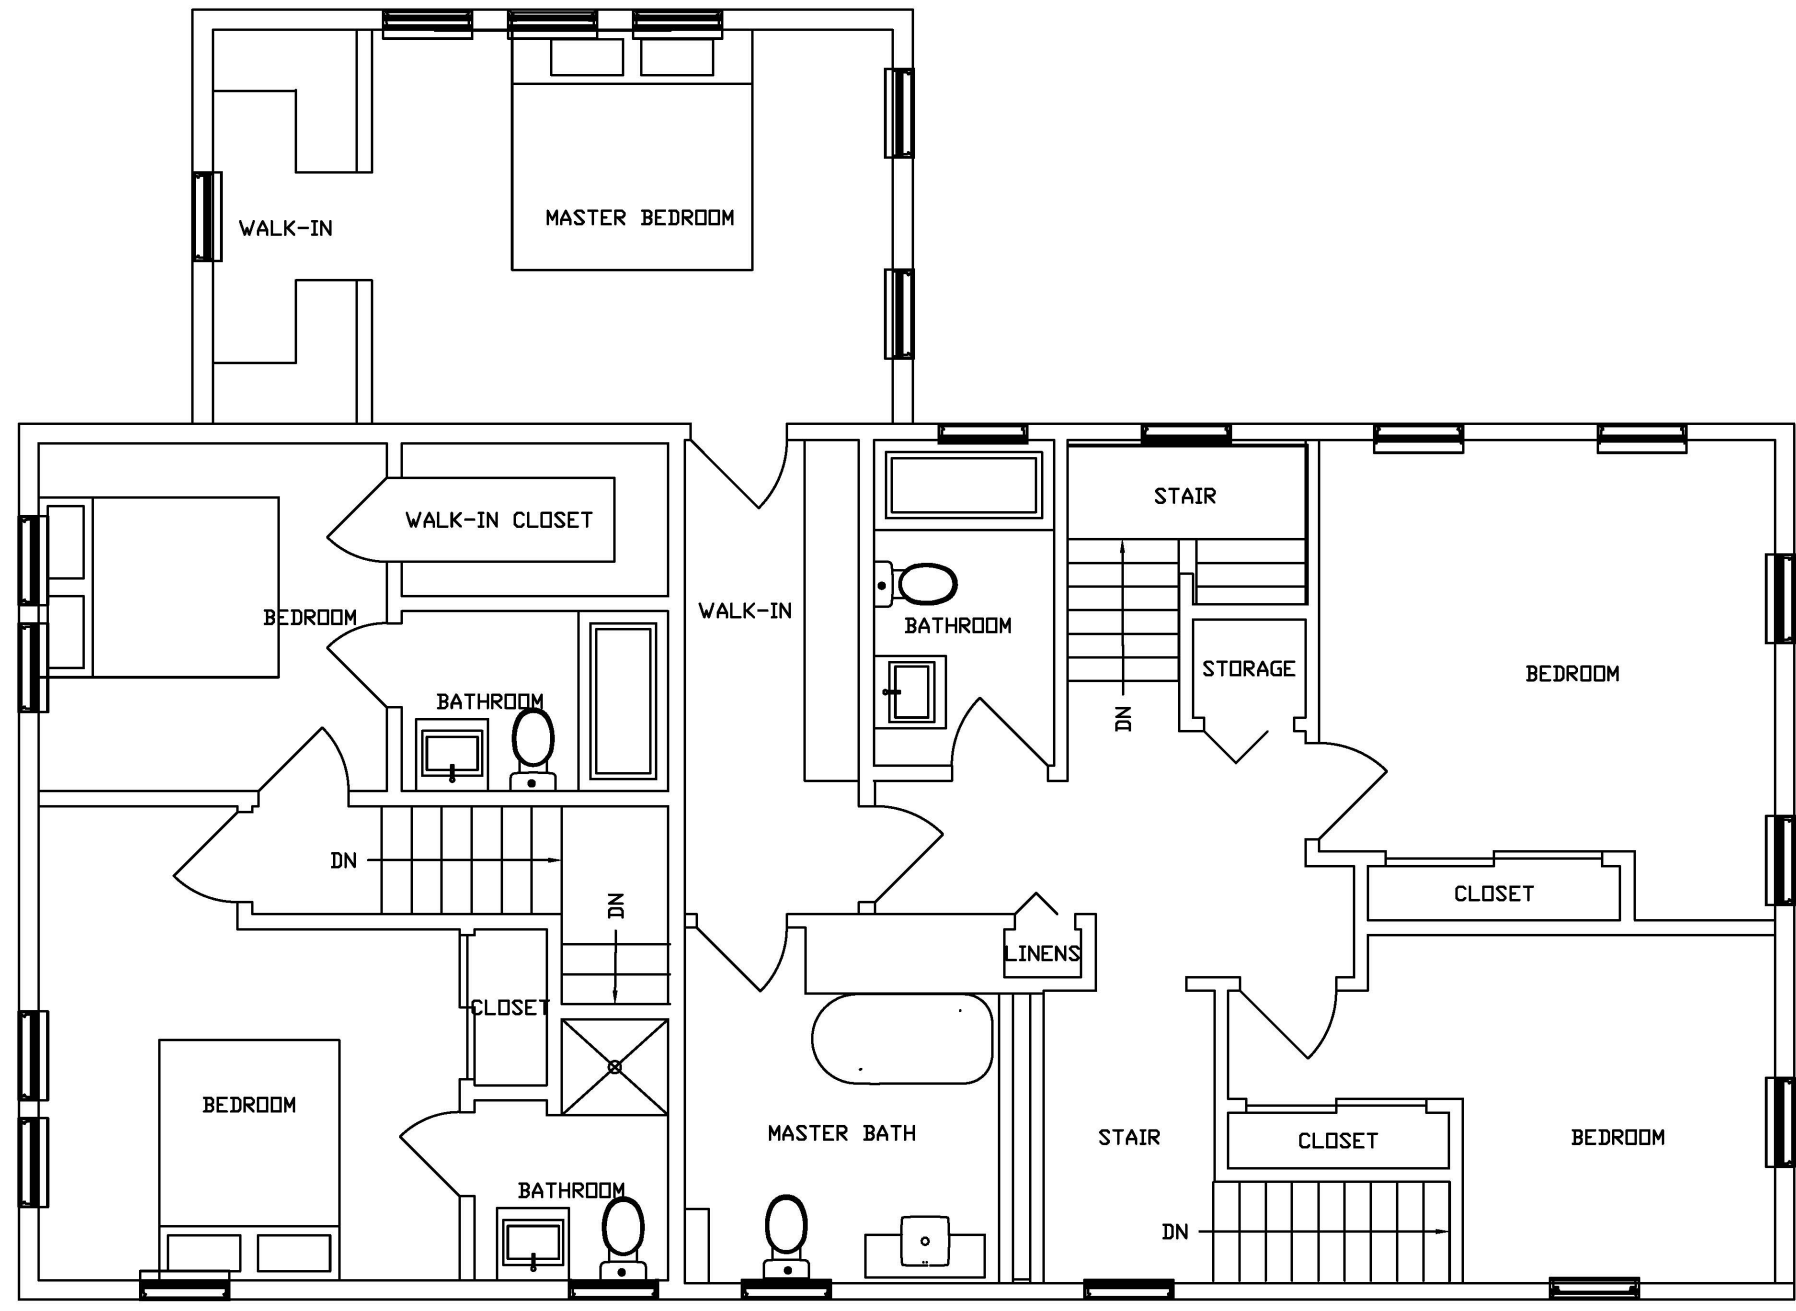 MASTER BEDROOM
WALK-IN
STAIR
WALK-IN CLOSET
WALK-IN
BEDROOM
BATHROOM
STORAGE
BEDROOM
BATHROOM
DN
DN
CLOSET
DN
LINENS
CLOSET
BEDROOM
MASTER BATH
STAIR
CLOSET
BEDROOM
BATHROOM
DN